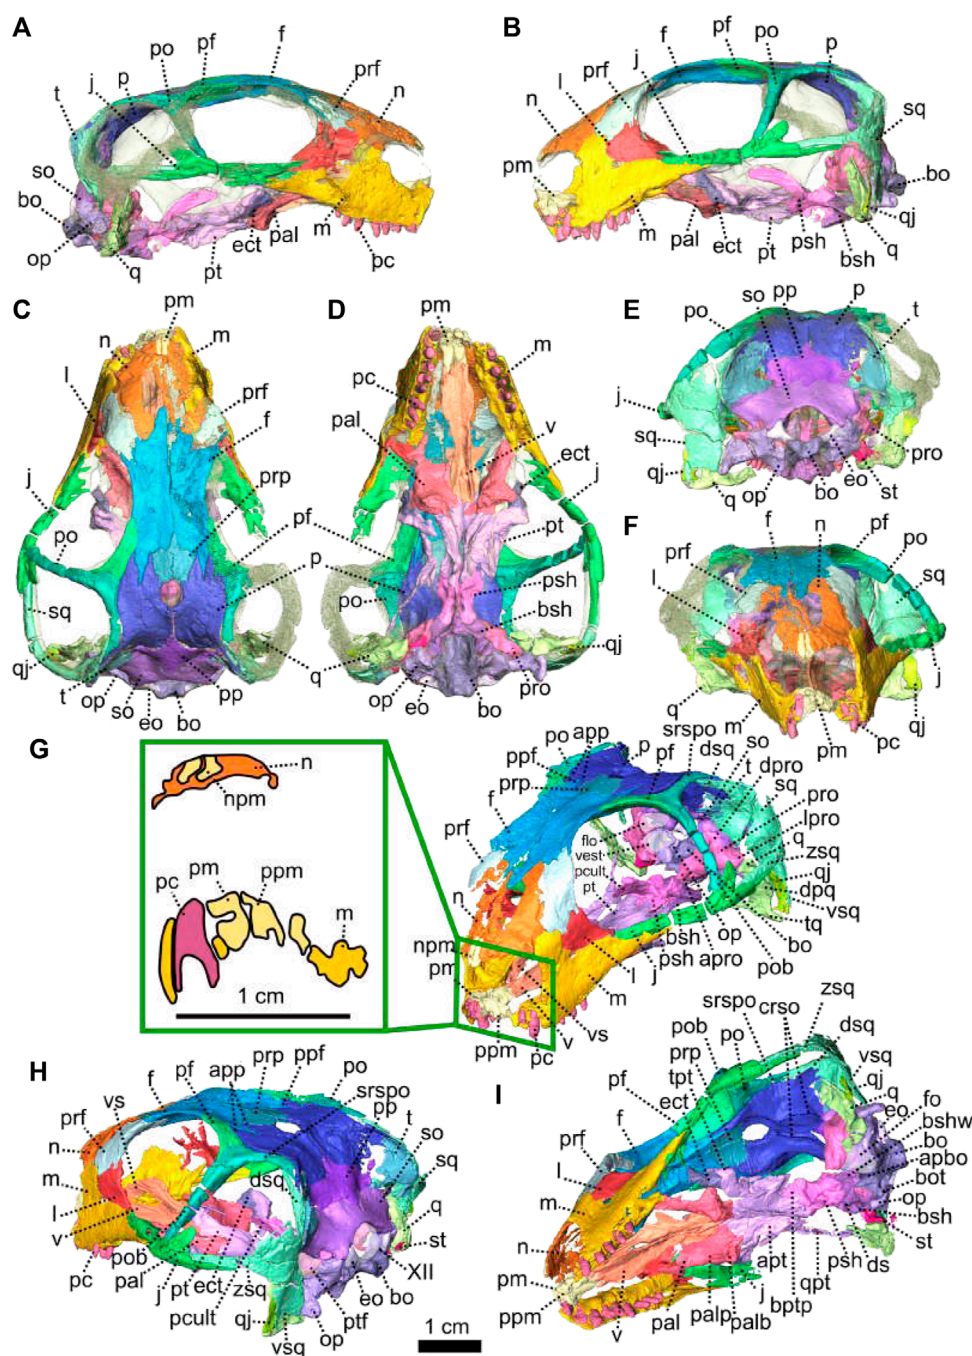 A
po pf f
j p prf
t n
so
bo
op
q pt ect pal m pc
B
f pf po p
prf j
l
n
sq
pm
bo
qj
m pal ect pt psh bsh q
C
pm
n m
l
prf
f
prp
j
po pf
p
sq
qj
t op so eo bo pp
q
D
pm
m
pc
pal
v
ect
j
pt
psh
po bsh
qj
op eo bo pro
E
so pp p
po t
j
sq
qj
q op bo eo st pro
F
f n
prf pf
po
l sq
j
q
m pm pc qj
G
n
npm
pm ppm
pc m
1 cm
po app srspo
ppf p pf dsq so
prp t dpro
f sq
pro
prf lpro
flo q
vest zsq
pcult qj
n pt dpq
vsq
tq
npm bsh op bo
pm l j psh apro pob
m
ppm pc v vs
H
app prp ppf
f pf po
vs srspo
prf pp
t
n so
dsq sq
m
l q
v
pob st
pc pal XII
j pt ect zsq eo bo
pcult ptf
qj vsq op
1 cm
I
zsq
srspo crso
pob po dsq
prp vsq
tpt qj
ect q
pf eo fo
f bshw
prf bo
l apbo
bot
m op
bsh
n st
pm apt psh ds
ppm qpt
v pal palp palb j bptp